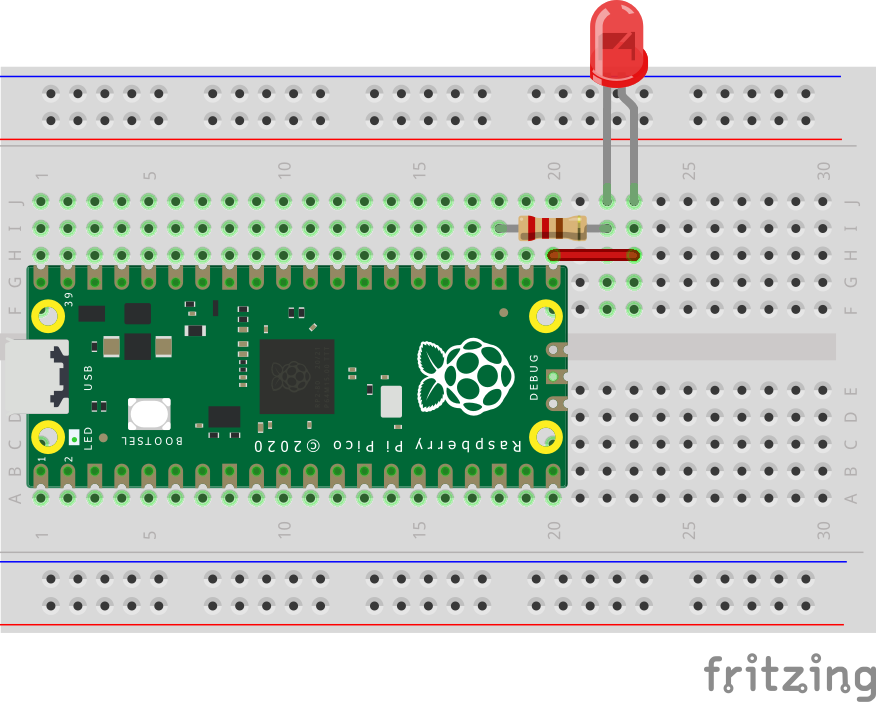 1 5 10 15 20 25 30
J J
I I
H H
G G
F F
39
USB
DEBUG
E
D D
C C
B B
A A
LED
BOOTSEL
Raspberry Pi Pico ©2020
1
2
1 5 10 15 20 25 30
fritzing